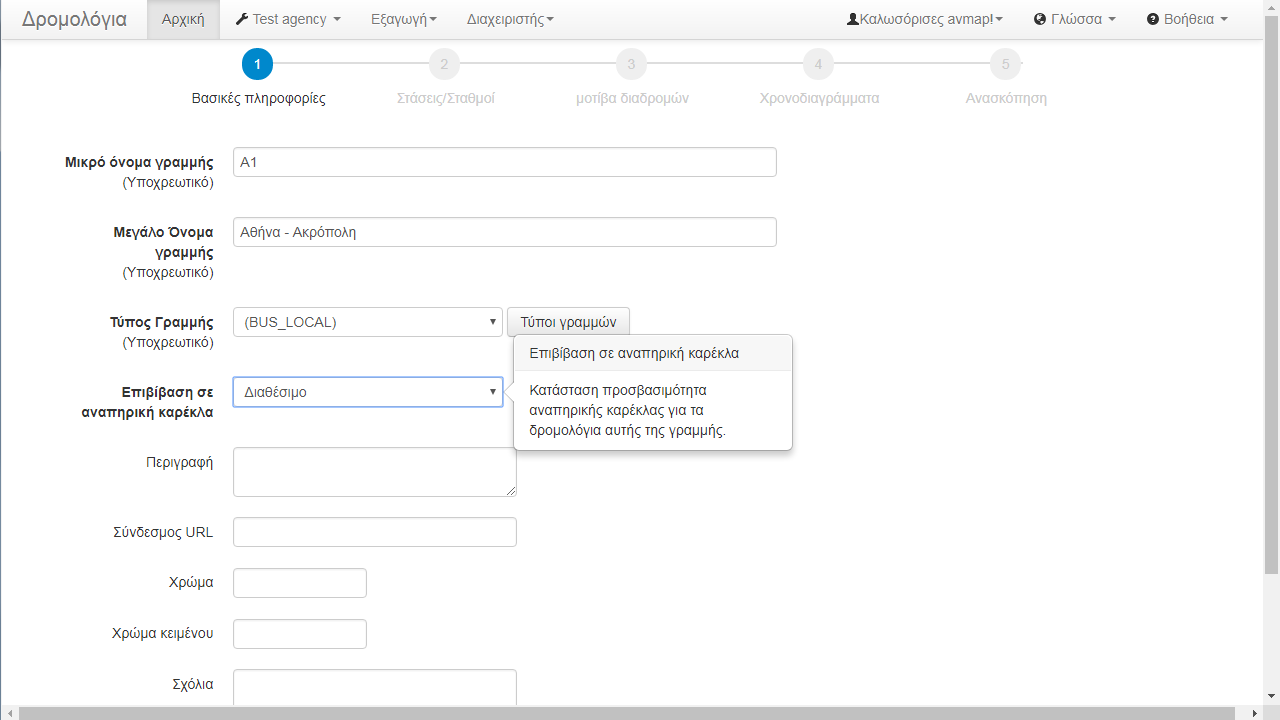 Δρομολόγια Αρχική Test agency Εξαγωγή Διαχειριστής Καλωσόρισες avmap! Γλώσσα Βοήθεια
1 2 3 4 5
Βασικές πληροφορίες Στάσεις/Σταθμοί μοτίβα διαδρομών Χρονοδιαγράμματα Ανασκόπηση
Μικρό όνομα γραμμής A1
(Υποχρεωτικό)
Μεγάλο Όνομα Αθήνα - Ακρόπολη
γραμμής
(Υποχρεωτικό)
Τύπος Γραμμής (BUS_LOCAL) Τύποι γραμμών
(Υποχρεωτικό)
Επιβίβαση σε αναπηρική καρέκλα
Επιβίβαση σε Διαθέσιμο
αναπηρική καρέκλα
Κατάσταση προσβασιμότητα
αναπηρικής καρέκλας για τα
δρομολόγια αυτής της γραμμής.
Περιγραφή
Σύνδεσμος URL
Χρώμα
Χρώμα κειμένου
Σχόλια